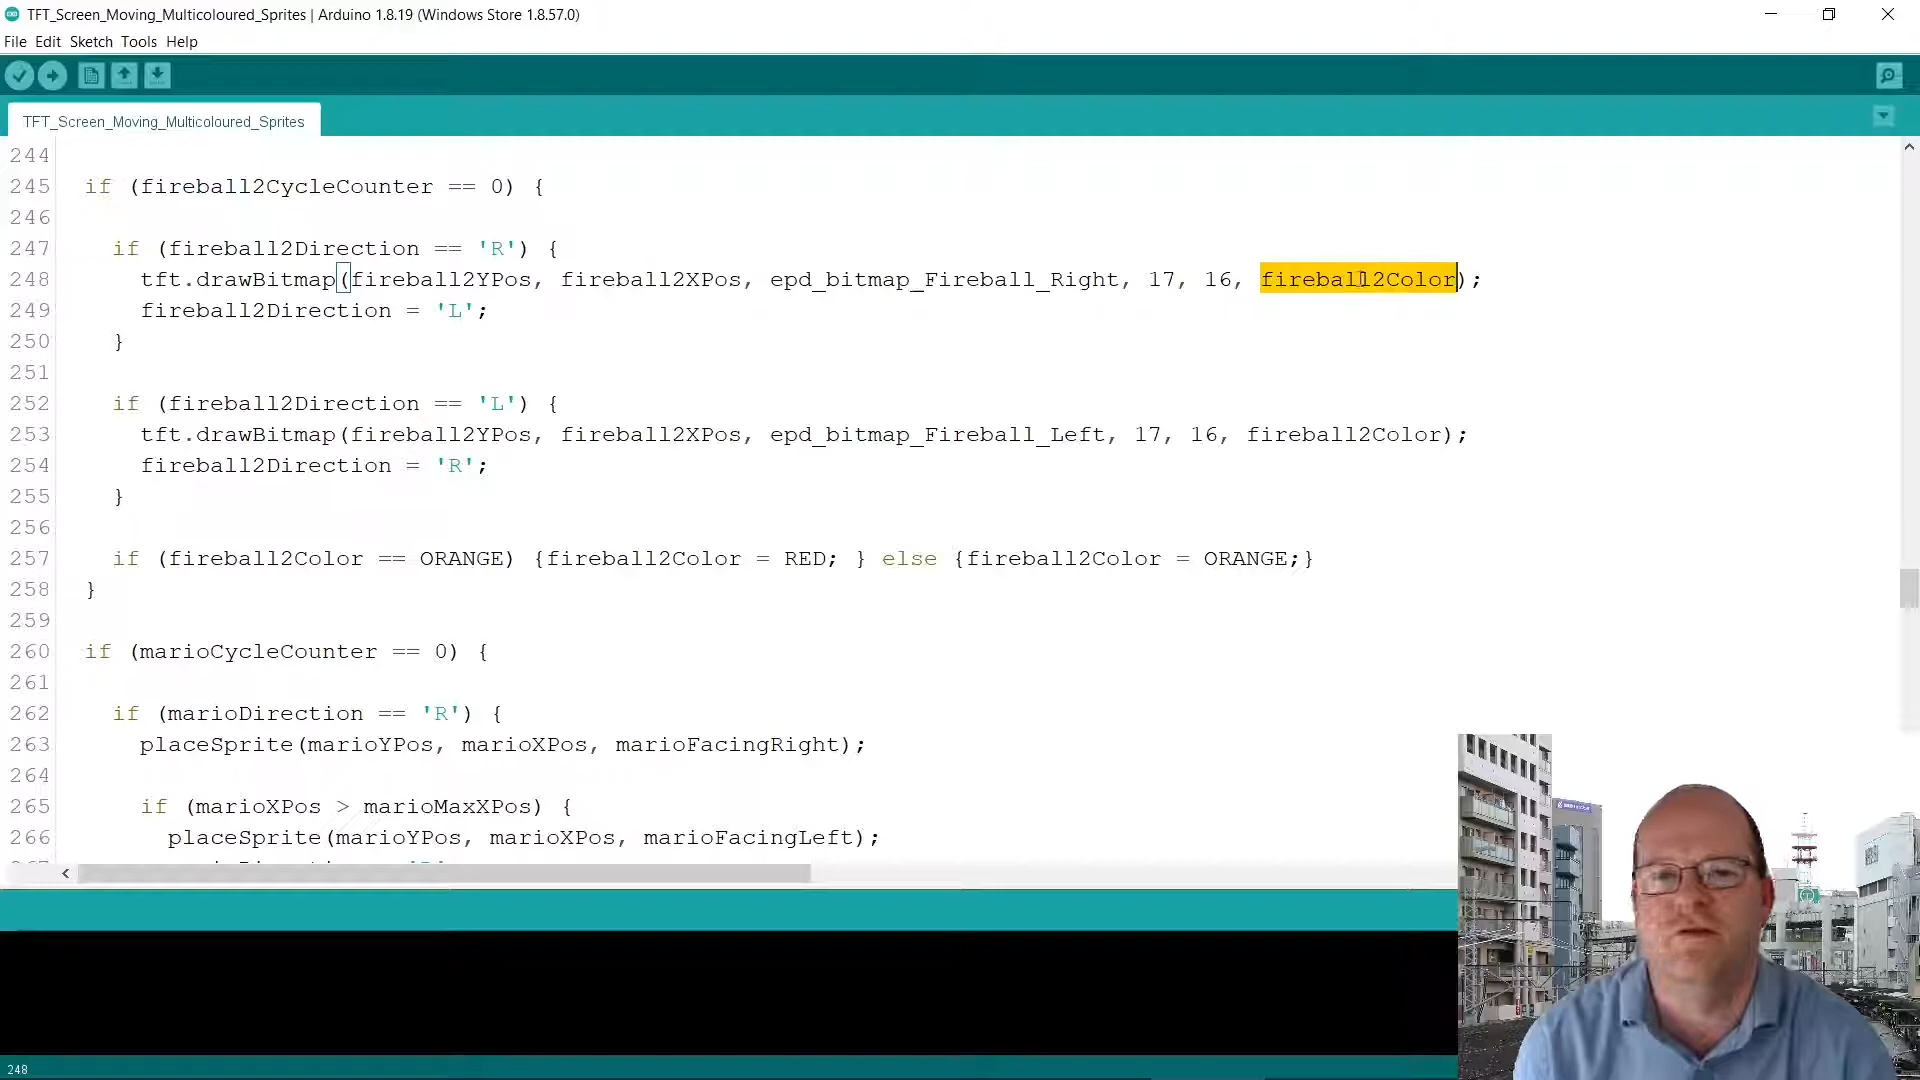 TFT_Screen_Moving_Multicoloured_Sprites | Arduino 1.8.19 (Windows Store 1.8.57.0)
File Edit Sketch Tools Help
TFT_Screen_Moving_Multicoloured_Sprites
244
245 if (fireball2CycleCounter == 0) {
246
247 if (fireball2Direction == 'R') {
248 tft.drawBitmap(fireball2YPos, fireball2XPos, epd_bitmap_Fireball_Right, 17, 16, fireball2Color);
249 fireball2Direction = 'L';
250 }
251
252 if (fireball2Direction == 'L') {
253 tft.drawBitmap(fireball2YPos, fireball2XPos, epd_bitmap_Fireball_Left, 17, 16, fireball2Color);
254 fireball2Direction = 'R';
255 }
256
257 if (fireball2Color == ORANGE) {fireball2Color = RED; } else {fireball2Color = ORANGE;}
258 }
259
260 if (marioCycleCounter == 0) {
261
262 if (marioDirection == 'R') {
263 placeSprite(marioYPos, marioXPos, marioFacingRight);
264
265 if (marioXPos > marioMaxXPos) {
266 placeSprite(marioYPos, marioXPos, marioFacingLeft);
248